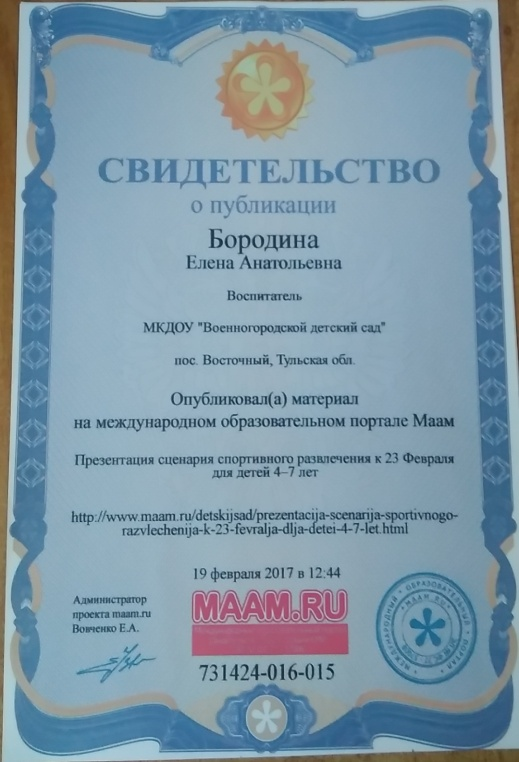 СВИДЕТЕЛЬСТВО
о публикации
Бородина
Елена Анатольевна
Воспитатель
МКДОУ "Военногородской детский сад"
пос. Восточный, Тульская обл.
Опубликовал(а) материал
на международном образовательном портале Маам
Презентация сценария спортивного развлечения к 23 Февраля
для детей 4–7 лет
http://www.maam.ru/detskijsad/prezentacija-scenarija-sportivnogo-
razvlechenija-k-23-fevralja-dlja-detei-4-7-let.html
19 февраля 2017 в 12:44
Администратор
проекта maam.ru
Вовченко Е.А.
MAAM.RU
731424-016-015
МЕЖДУНАРОДНЫЙ ОБРАЗОВАТЕЛЬНЫЙ ПОРТАЛ
MAAM.RU